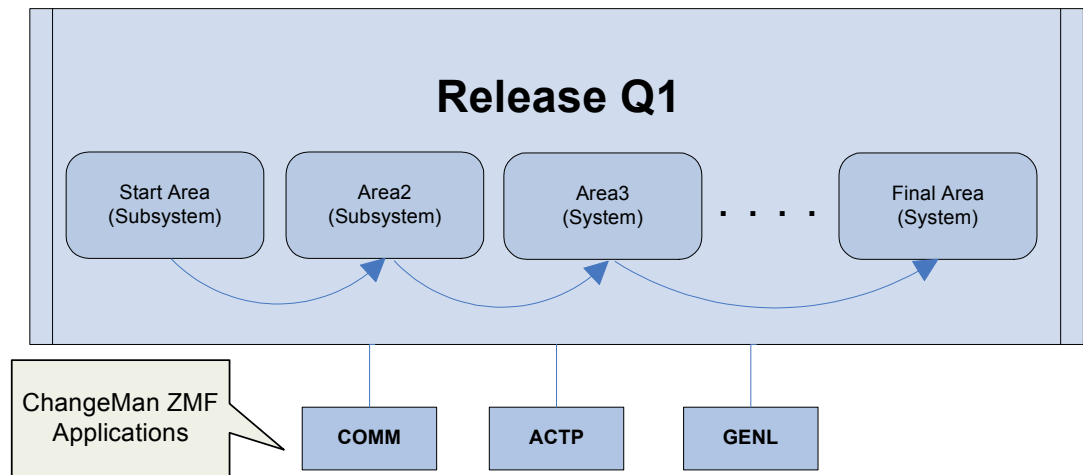 Release Q1
Start Area
(Subsystem)
Area2
(Subsystem)
Area3
(System)
. . . .
Final Area
(System)
ChangeMan ZMF
Applications
COMM
ACTP
GENL